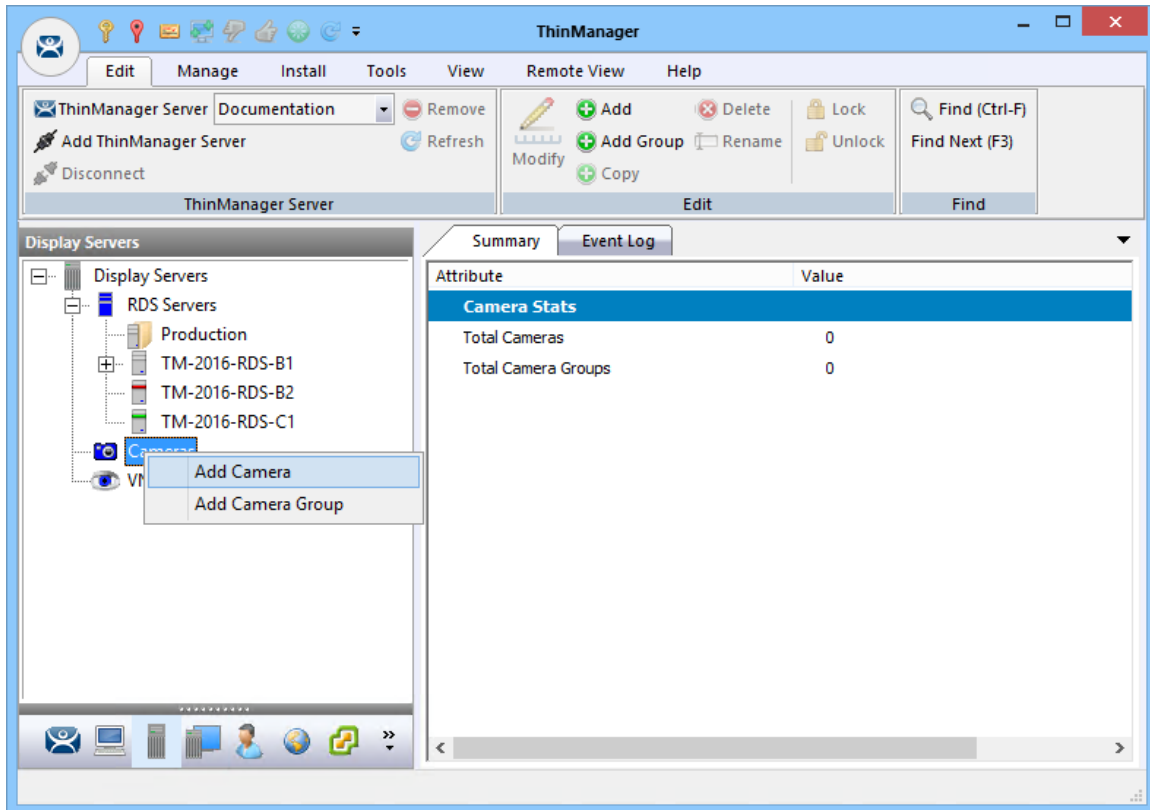 ThinManager
Edit Manage Install Tools View Remote View Help
ThinManager Server Documentation Remove
Add ThinManager Server Refresh
Disconnect
ThinManager Server
Modify
Add Delete Lock
Add Group Rename Unlock
Copy
Edit
Find (Ctrl-F)
Find Next (F3)
Find
Display Servers
Display Servers
RDS Servers
Production
TM-2016-RDS-B1
TM-2016-RDS-B2
TM-2016-RDS-C1
Cameras
Add Camera
Add Camera Group
Summary Event Log
Attribute Value
Camera Stats
Total Cameras 0
Total Camera Groups 0